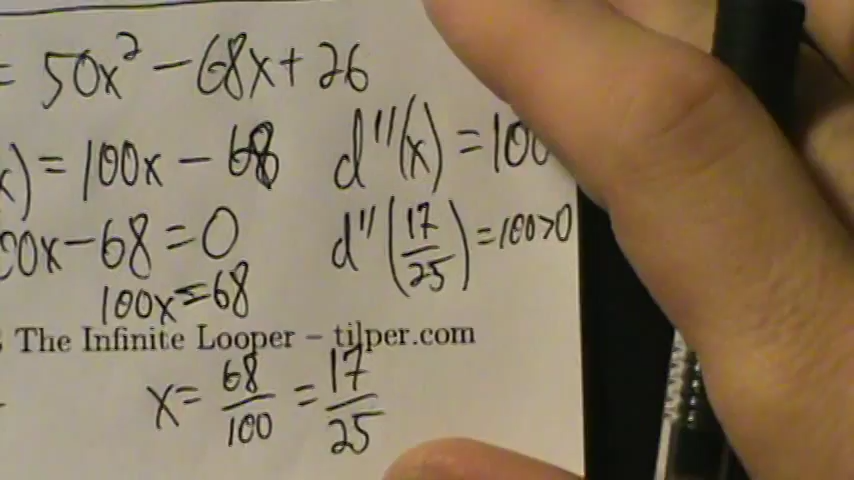 = 50x² − 68x + 26
x) = 100x − 68
d''(x) = 100
00x − 68 = 0
d''(17/25) = 100 > 0
100x = 68
The Infinite Looper – tilper.com
x = 68/100 = 17/25